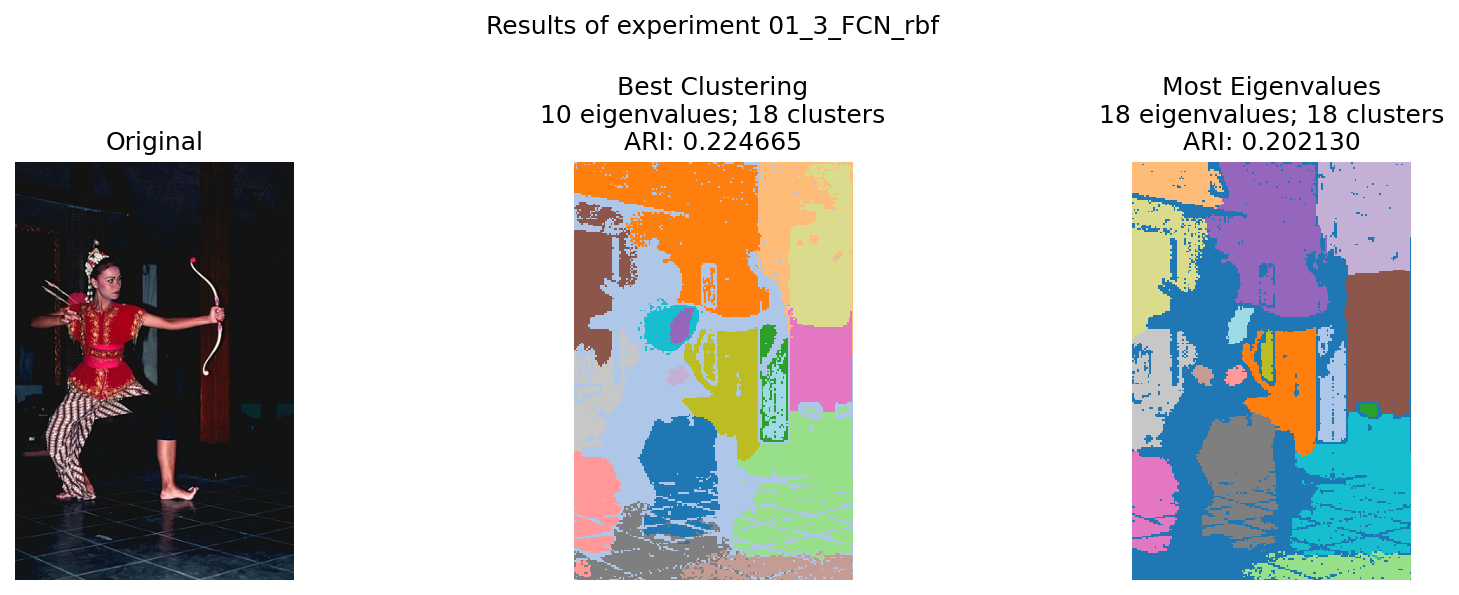 Results of experiment 01_3_FCN_rbf
Original
Best Clustering
10 eigenvalues; 18 clusters
ARI: 0.224665
Most Eigenvalues
18 eigenvalues; 18 clusters
ARI: 0.202130